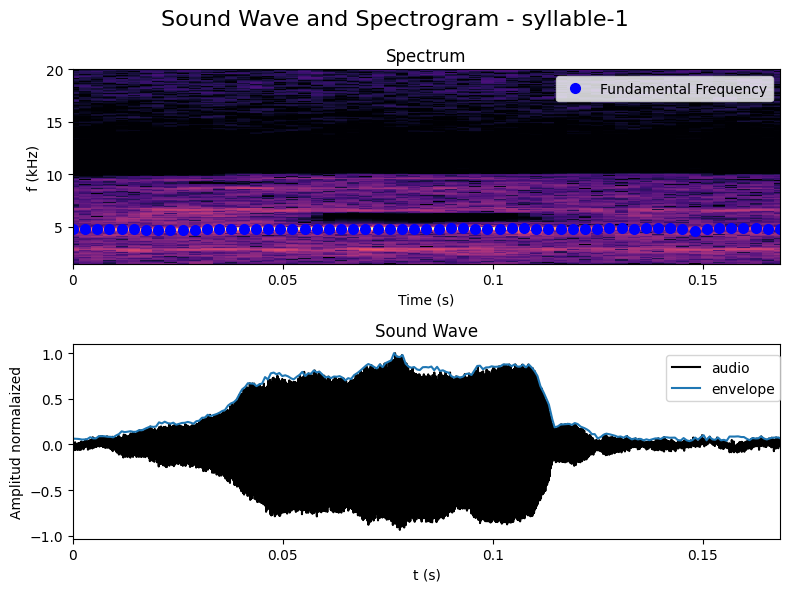 Sound Wave and Spectrogram - syllable-1
Spectrum
20
15
10
5
f (kHz)
Fundamental Frequency
0
0.05
0.1
0.15
Time (s)
Sound Wave
1.0
0.5
0.0
−0.5
−1.0
Amplitud normalaized
audio
envelope
0
0.05
0.1
0.15
t (s)